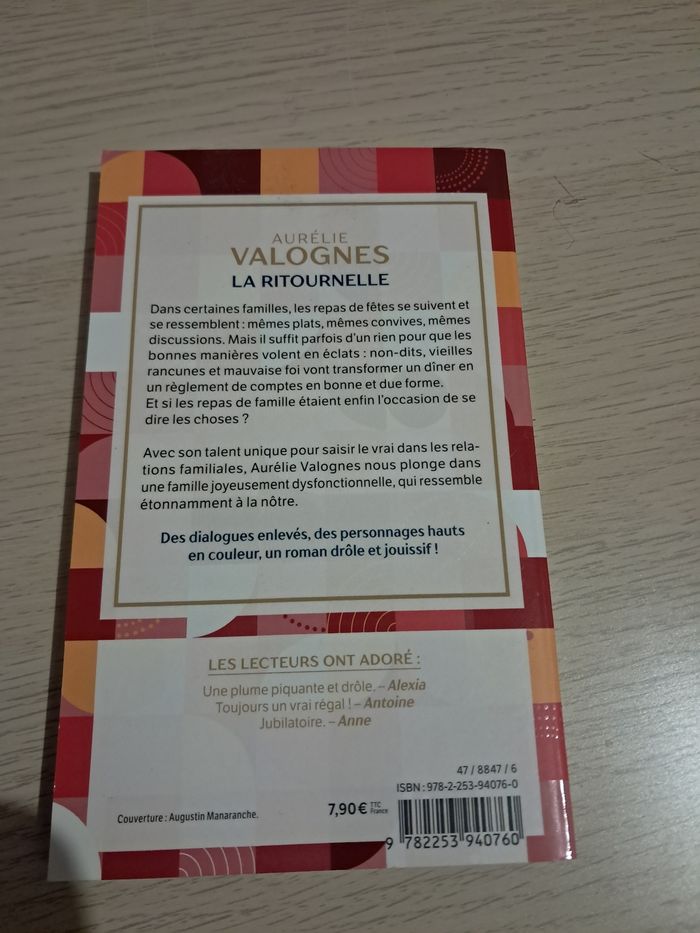 AURÉLIE
VALOGNES
LA RITOURNELLE
Dans certaines familles, les repas de fêtes se suivent et
se ressemblent : mêmes plats, mêmes convives, mêmes
discussions. Mais il suffit parfois d'un rien pour que les
bonnes manières volent en éclats : non-dits, vieilles
rancunes et mauvaise foi vont transformer un dîner en
un règlement de comptes en bonne et due forme.
Et si les repas de famille étaient enfin l'occasion de se
dire les choses ?
Avec son talent unique pour saisir le vrai dans les rela-
tions familiales, Aurélie Valognes nous plonge dans
une famille joyeusement dysfonctionnelle, qui ressemble
étonnamment à la nôtre.
Des dialogues enlevés, des personnages hauts
en couleur, un roman drôle et jouissif !
LES LECTEURS ONT ADORÉ :
Une plume piquante et drôle. – Alexia
Toujours un vrai régal ! – Antoine
Jubilatoire. – Anne
47 / 8847 / 6
ISBN : 978-2-253-94076-0
Couverture : Augustin Manaranche.
7,90 € TTC France
9 782253 940760